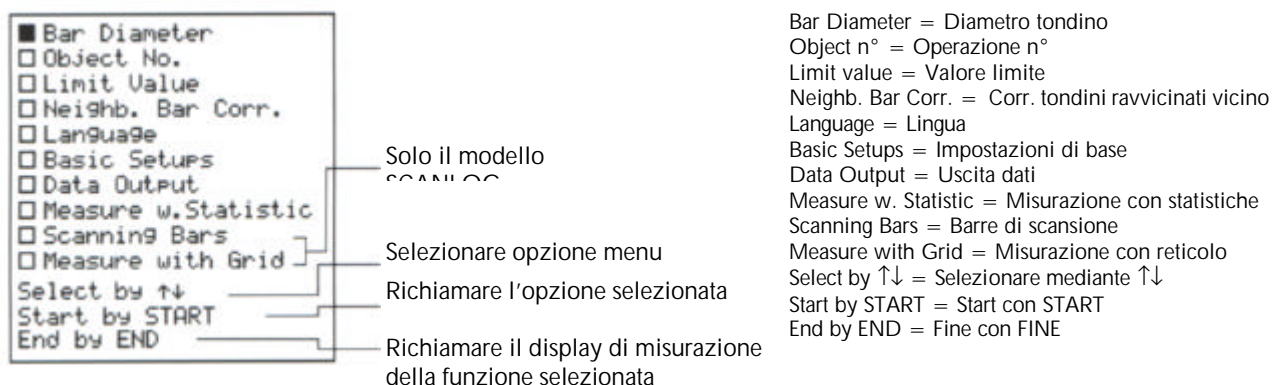 Bar Diameter
Object No.
Limit Value
Neighb. Bar Corr.
Language
Basic Setups
Data Output
Measure w.Statistic
Scanning Bars
Measure with Grid
Select by ↑↓
Start by START
End by END
Solo il modello
SCANLOG
Selezionare opzione menu
Richiamare l'opzione selezionata
Richiamare il display di misurazione
della funzione selezionata
Bar Diameter = Diametro tondino
Object n° = Operazione n°
Limit value = Valore limite
Neighb. Bar Corr. = Corr. tondini ravvicinati vicino
Language = Lingua
Basic Setups = Impostazioni di base
Data Output = Uscita dati
Measure w. Statistic = Misurazione con statistiche
Scanning Bars = Barre di scansione
Measure with Grid = Misurazione con reticolo
Select by ↑↓ = Selezionare mediante ↑↓
Start by START = Start con START
End by END = Fine con FINE